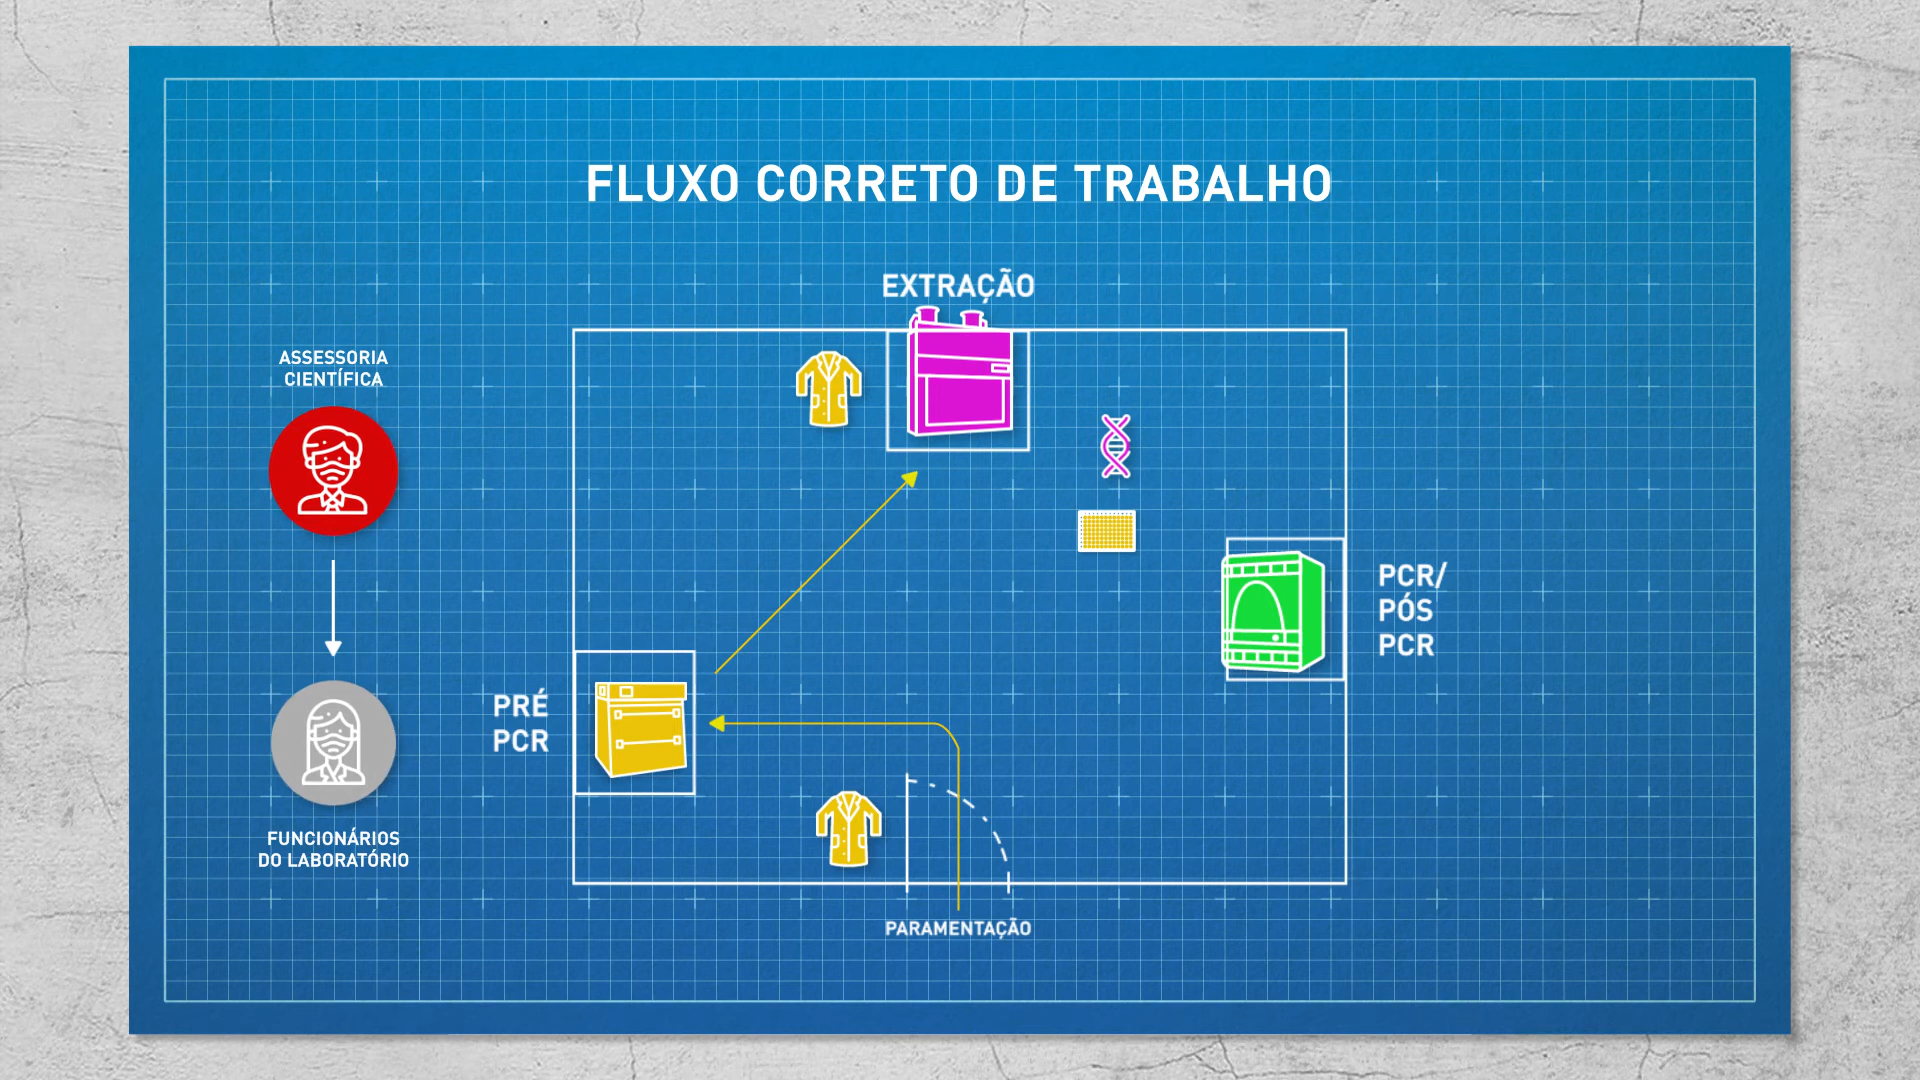 FLUXO CORRETO DE TRABALHO
EXTRAÇÃO
ASSESSORIA
CIENTÍFICA
PCR/
PÓS
PCR
PRÉ
PCR
FUNCIONÁRIOS
DO LABORATÓRIO
PARAMENTAÇÃO